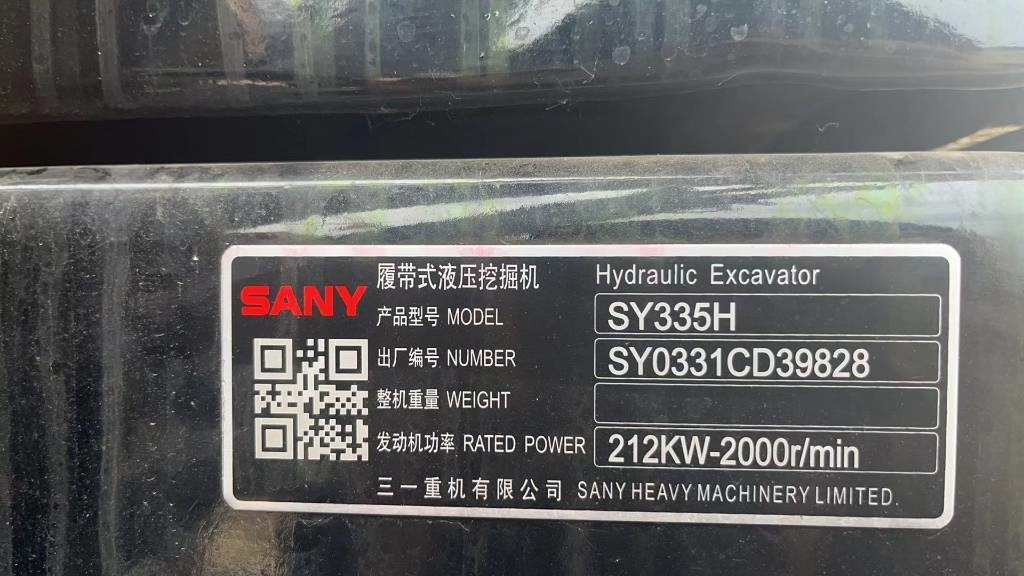 SANY
履带式液压挖掘机 Hydraulic Excavator
产品型号 MODEL SY335H
出厂编号 NUMBER SY0331CD39828
整机重量 WEIGHT
发动机功率 RATED POWER 212KW-2000r/min
三一重机有限公司 SANY HEAVY MACHINERY LIMITED.